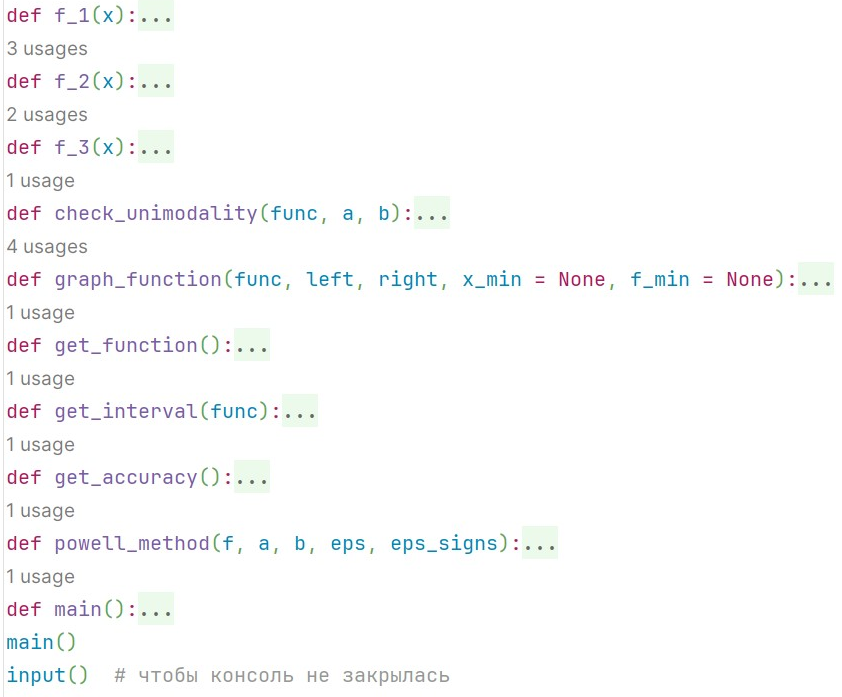 def f_1(x):...
3 usages
def f_2(x):...
2 usages
def f_3(x):...
1 usage
def check_unimodality(func, a, b):...
4 usages
def graph_function(func, left, right, x_min = None, f_min = None):...
1 usage
def get_function():...
1 usage
def get_interval(func):...
1 usage
def get_accuracy():...
1 usage
def powell_method(f, a, b, eps, eps_signs):...
1 usage
def main():...
main()
input()  # чтобы консоль не закрылась